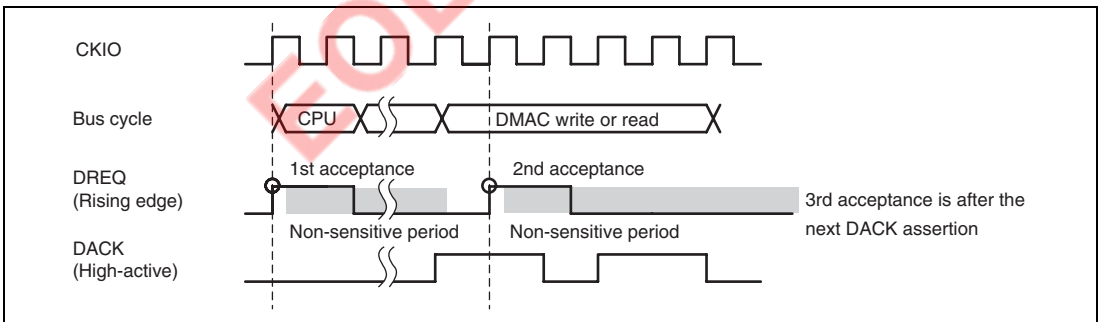 CKIO
Bus cycle
CPU
DMAC write or read
DREQ
(Rising edge)
1st acceptance
2nd acceptance
3rd acceptance is after the
next DACK assertion
Non-sensitive period
Non-sensitive period
DACK
(High-active)
EOL